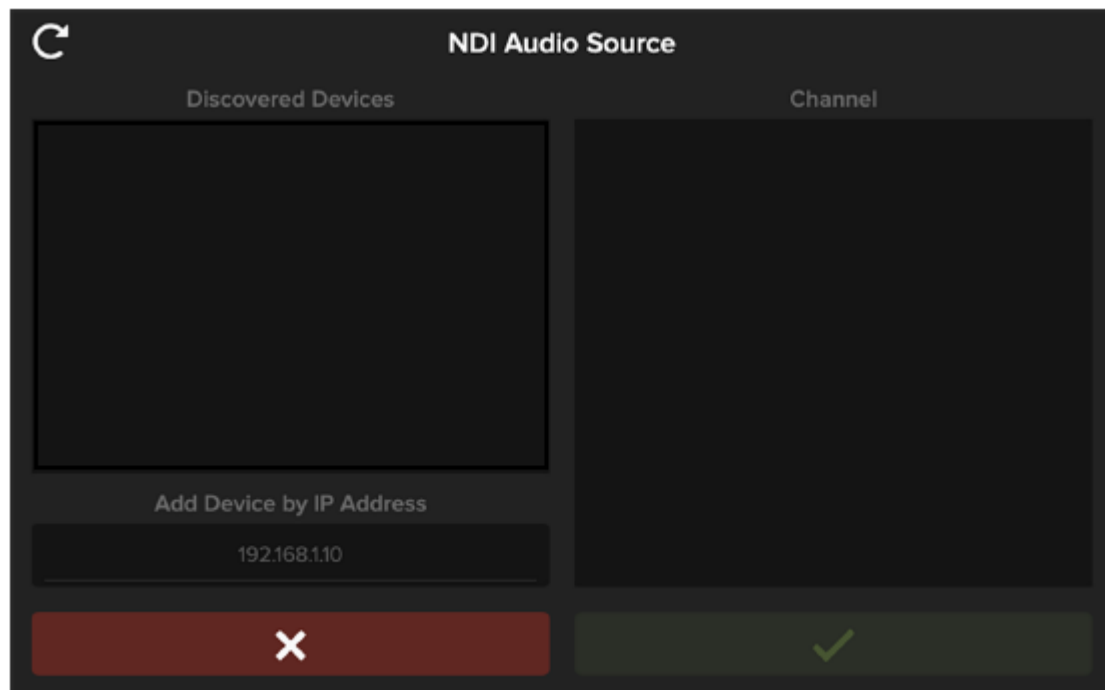 NDI Audio Source
Discovered Devices
Channel
Add Device by IP Address
192.168.1.10